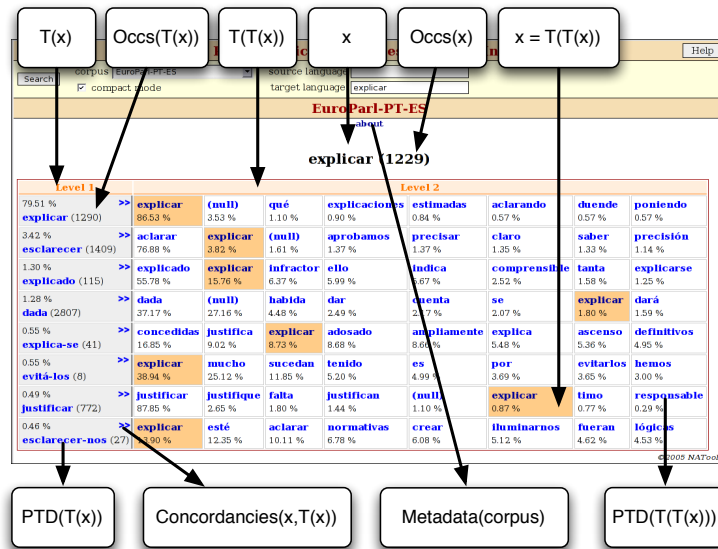 T(x) Occs(T(x)) T(T(x)) x Occs(x) x = T(T(x))
Help
Search corpus EuroParl-PT-ES source language
compact mode target language explicar
EuroParl-PT-ES
about
explicar (1229)
Level 1 Level 2
79.51 % >> explicar (null) qué explicaciones estimadas aclarando duende poniendo
explicar (1290) 86.53 % 3.53 % 1.10 % 0.90 % 0.84 % 0.57 % 0.57 % 0.57 %
3.42 % >> aclarar explicar (null) aprobamos precisar claro saber precisión
esclarecer (1409) 76.88 % 3.82 % 1.61 % 1.37 % 1.37 % 1.35 % 1.33 % 1.14 %
1.30 % >> explicado explicar infractor ello indica comprensible tanta explicarse
explicado (115) 55.78 % 15.76 % 6.37 % 5.99 % 5.67 % 2.52 % 1.58 % 1.25 %
1.28 % >> dada (null) habida dar cuenta se explicar dará
dada (2807) 37.17 % 27.16 % 4.48 % 2.49 % 2.07 % 1.80 % 1.59 %
0.55 % >> concedidas justifica explicar adosado ampliamente explica ascenso definitivos
explica-se (41) 16.85 % 9.02 % 8.73 % 8.68 % 8.66 % 5.48 % 5.36 % 4.95 %
0.55 % >> explicar mucho sucedan tenido es por evitarlos hemos
evitá-los (8) 38.94 % 25.12 % 11.85 % 5.20 % 4.99 % 3.69 % 3.65 % 3.00 %
0.49 % >> justificar justifique falta justifican (null) explicar timo responsable
justificar (772) 87.85 % 2.65 % 1.80 % 1.44 % 1.10 % 0.87 % 0.77 % 0.29 %
0.46 % >> explicar esté aclarar normativas crear iluminarnos fueran lógicas
esclarecer-nos (27) 13.90 % 12.35 % 10.11 % 6.78 % 6.08 % 5.12 % 4.62 % 4.53 %
©2005 NATool
PTD(T(x)) Concordancies(x,T(x)) Metadata(corpus) PTD(T(T(x)))